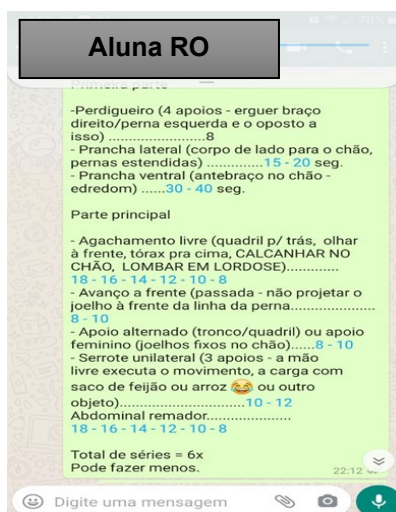 Aluna RO
Primeira parte
-Perdigueiro (4 apoios - erguer braço
direito/perna esquerda e o oposto a
isso) ........................8
- Prancha lateral (corpo de lado para o chão,
pernas estendidas) ..............15 - 20 seg.
- Prancha ventral (antebraço no chão -
edredom) ......30 - 40 seg.
Parte principal
- Agachamento livre (quadril p/ trás, olhar
à frente, tórax pra cima, CALCANHAR NO
CHÃO, LOMBAR EM LORDOSE).............
18 - 16 - 14 - 12 - 10 - 8
- Avanço a frente (passada - não projetar o
joelho à frente da linha da perna.....................
8 - 10
- Apoio alternado (tronco/quadril) ou apoio
feminino (joelhos fixos no chão)......8 - 10
- Serrote unilateral (3 apoios - a mão
livre executa o movimento, a carga com
saco de feijão ou arroz 😂 ou outro
objeto)...............................10 - 12
Abdominal remador.....................
18 - 16 - 14 - 12 - 10 - 8
Total de séries = 6x
Pode fazer menos.
22:12
Digite uma mensagem